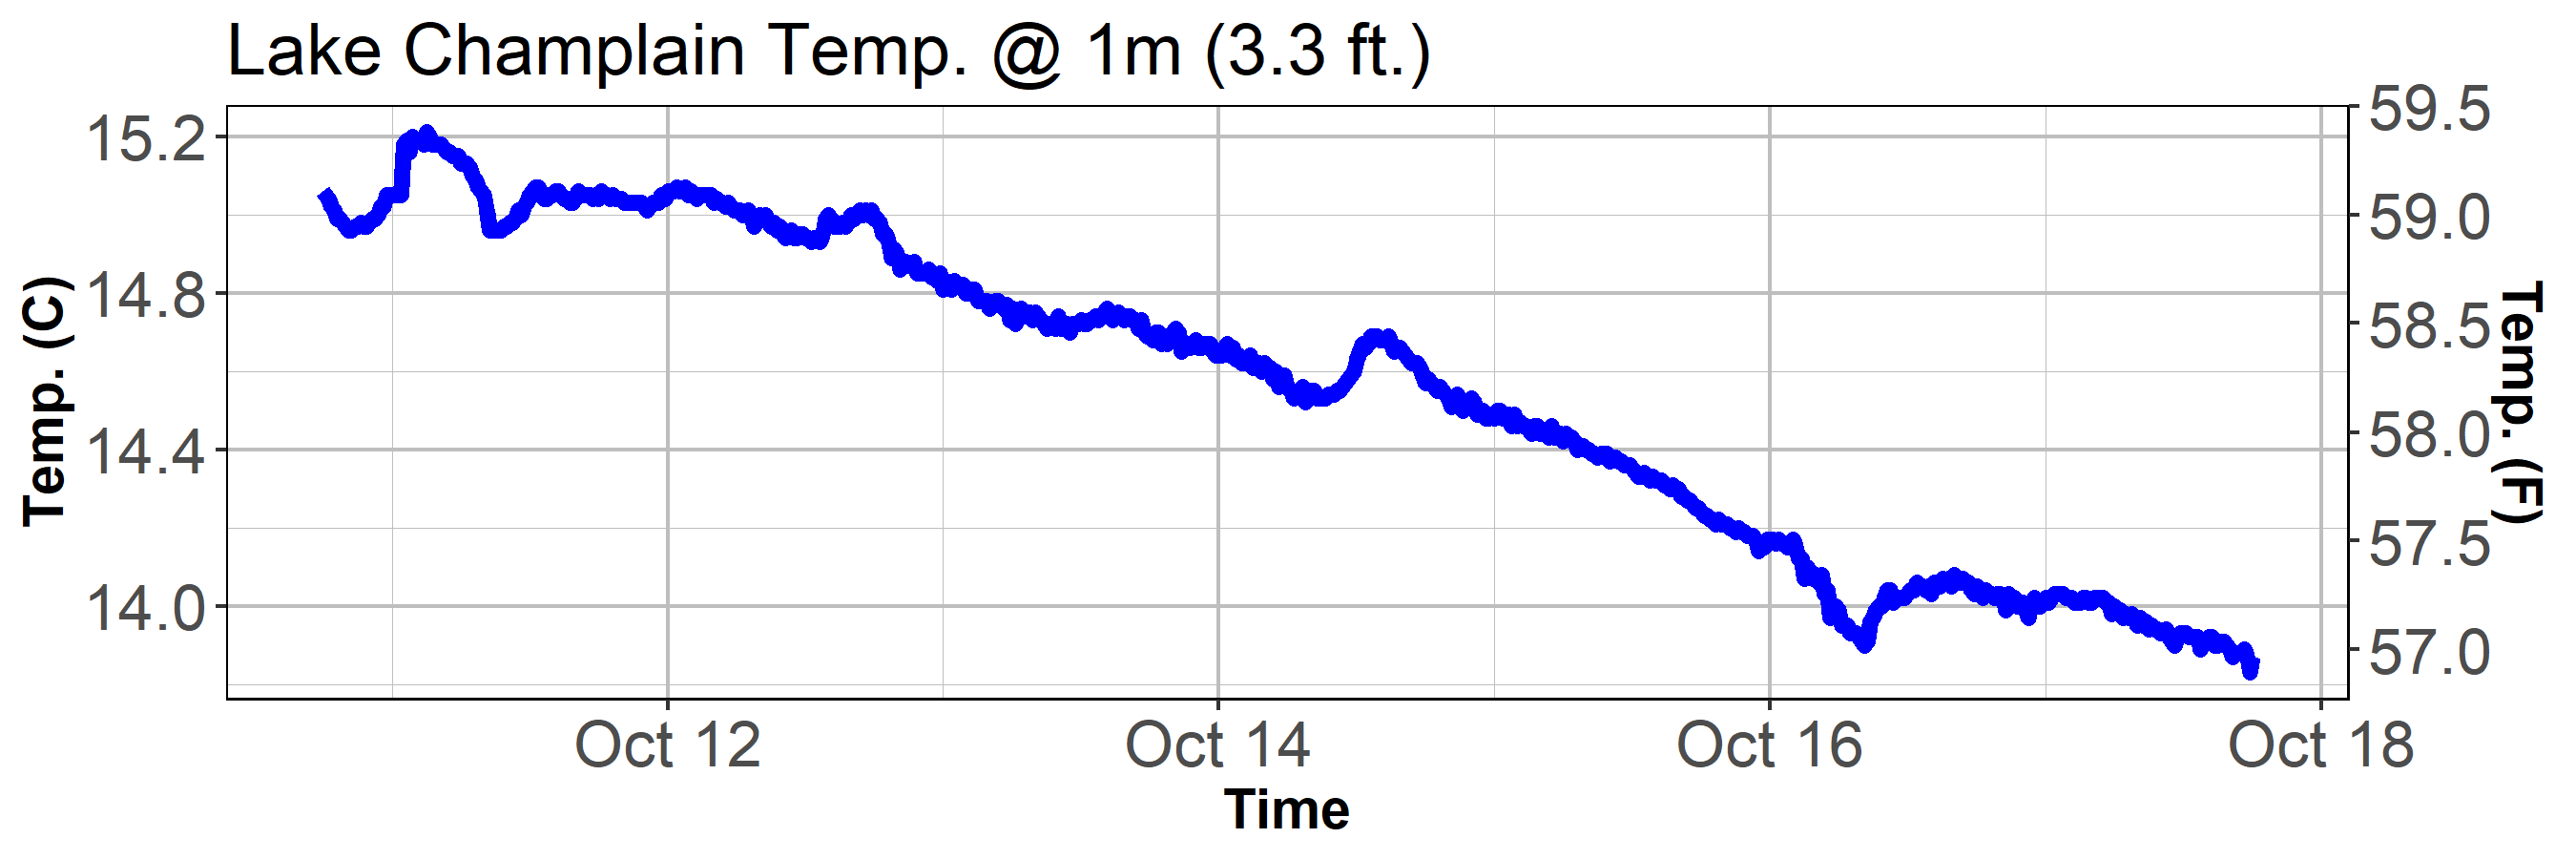 Lake Champlain Temp. @ 1m (3.3 ft.)
Temp. (C)
15.2
14.8
14.4
14.0
59.5
59.0
58.5
58.0
57.5
57.0
Temp. (F)
Oct 12
Oct 14
Oct 16
Oct 18
Time